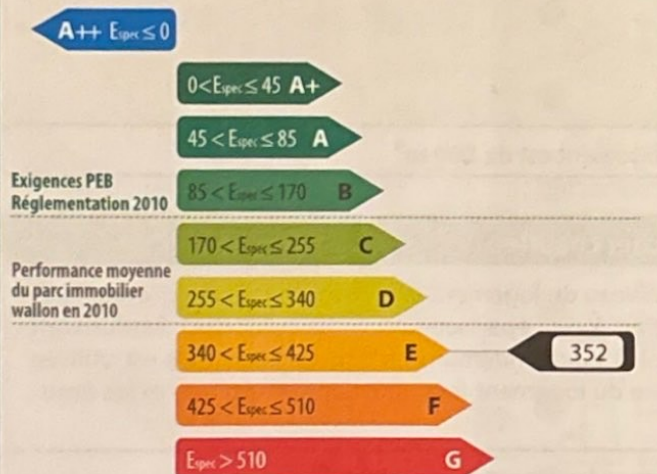 A++ Espec ≤ 0
0 < Espec ≤ 45 A+
45 < Espec ≤ 85 A
Exigences PEB
Réglementation 2010
85 < Espec ≤ 170 B
170 < Espec ≤ 255 C
Performance moyenne
du parc immobilier
wallon en 2010
255 < Espec ≤ 340 D
340 < Espec ≤ 425 E
352
425 < Espec ≤ 510 F
Espec > 510 G